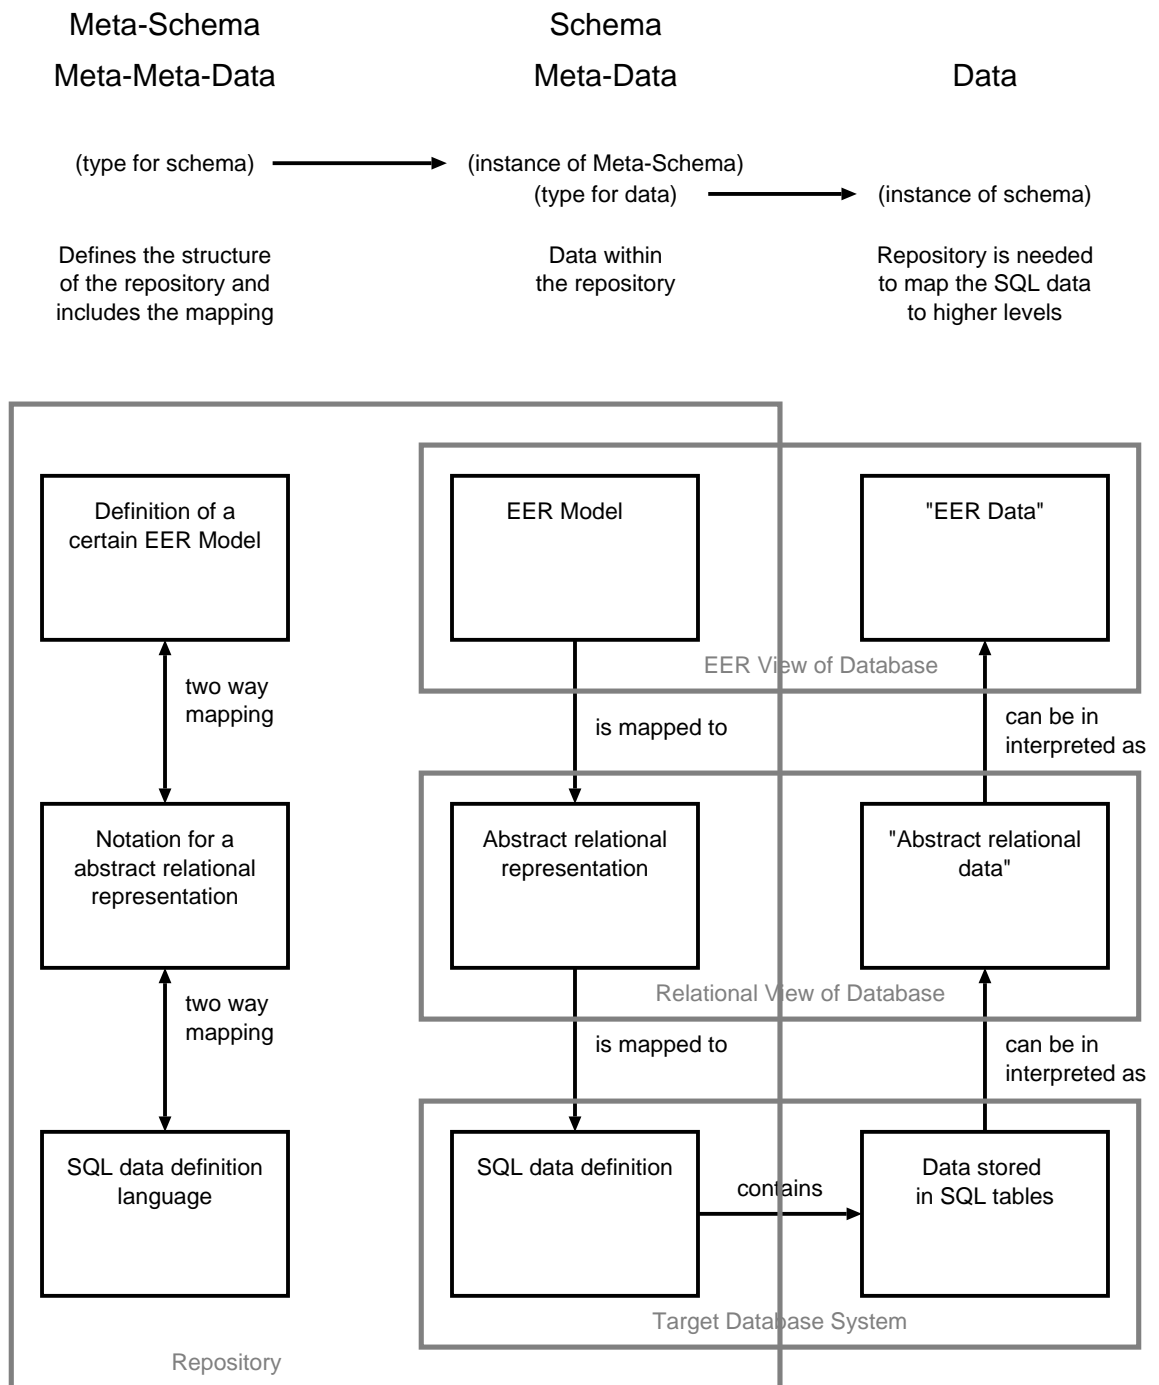 Meta-Schema
Schema
Meta-Meta-Data
Meta-Data
Data
(type for schema)
(instance of Meta-Schema)
(type for data)
(instance of schema)
Defines the structure
of the repository and
includes the mapping
Data within
the repository
Repository is needed
to map the SQL data
to higher levels
Definition of a
certain EER Model
EER Model
"EER Data"
EER View of Database
two way
mapping
is mapped to
can be in
interpreted as
Notation for a
abstract relational
representation
Abstract relational
representation
"Abstract relational
data"
Relational View of Database
two way
mapping
is mapped to
can be in
interpreted as
SQL data definition
language
SQL data definition
contains
Data stored
in SQL tables
Target Database System
Repository